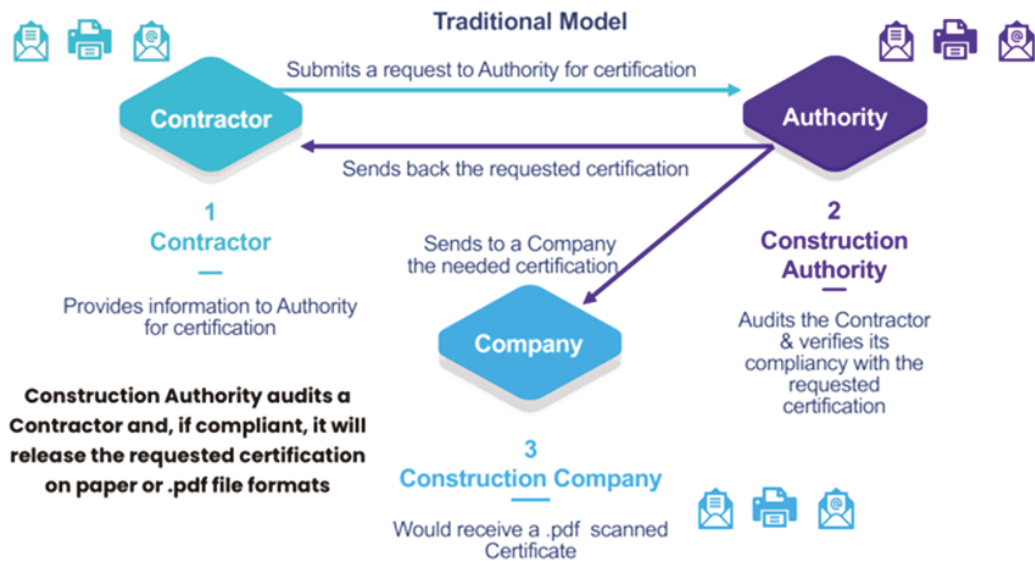 Traditional Model
Submits a request to Authority for certification
Contractor
Authority
Sends back the requested certification
1
Contractor
Provides information to Authority
for certification
Sends to a Company
the needed certification
2
Construction
Authority
Audits the Contractor
& verifies its
compliancy with the
requested
certification
Company
Construction Authority audits a
Contractor and, if compliant, it will
release the requested certification
on paper or .pdf file formats
3
Construction Company
Would receive a .pdf scanned
Certificate